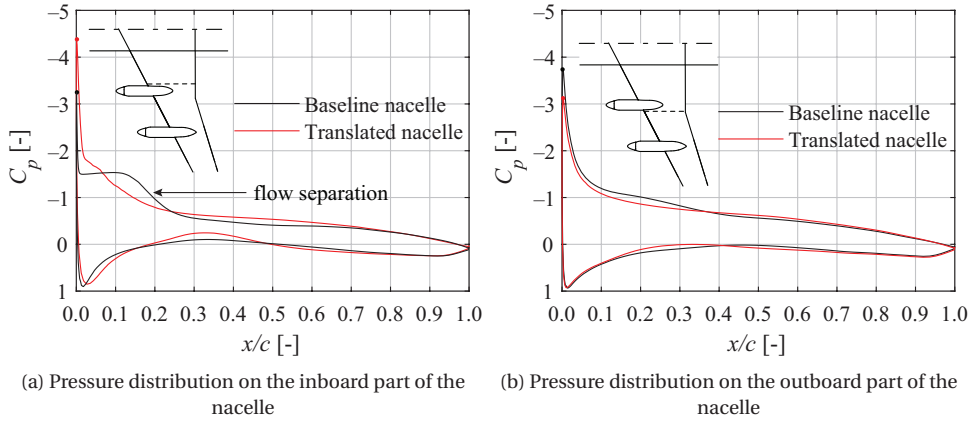 −5
−4
−3
−2
−1
0
1
C_p [-]
Baseline nacelle
Translated nacelle
flow separation
0.0 0.1 0.2 0.3 0.4 0.5 0.6 0.7 0.8 0.9 1.0
x/c [-]
(a) Pressure distribution on the inboard part of the
nacelle
−5
−4
−3
−2
−1
0
1
C_p [-]
Baseline nacelle
Translated nacelle
0.0 0.1 0.2 0.3 0.4 0.5 0.6 0.7 0.8 0.9 1.0
x/c [-]
(b) Pressure distribution on the outboard part of the
nacelle